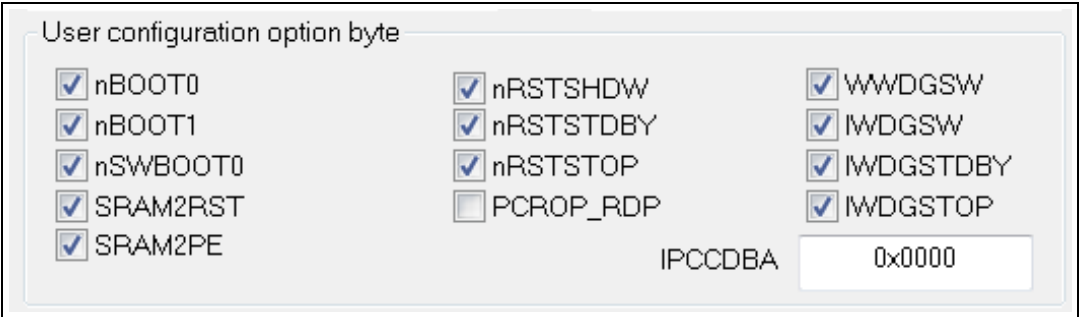 User configuration option byte
nBOOT0
nBOOT1
nSWBOOT0
SRAM2RST
SRAM2PE
nRSTSHDW
nRSTSTDBY
nRSTSTOP
PCROP_RDP
WWDGSW
IWDGSW
IWDGSTDBY
IWDGSTOP
IPCCDBA 0x0000